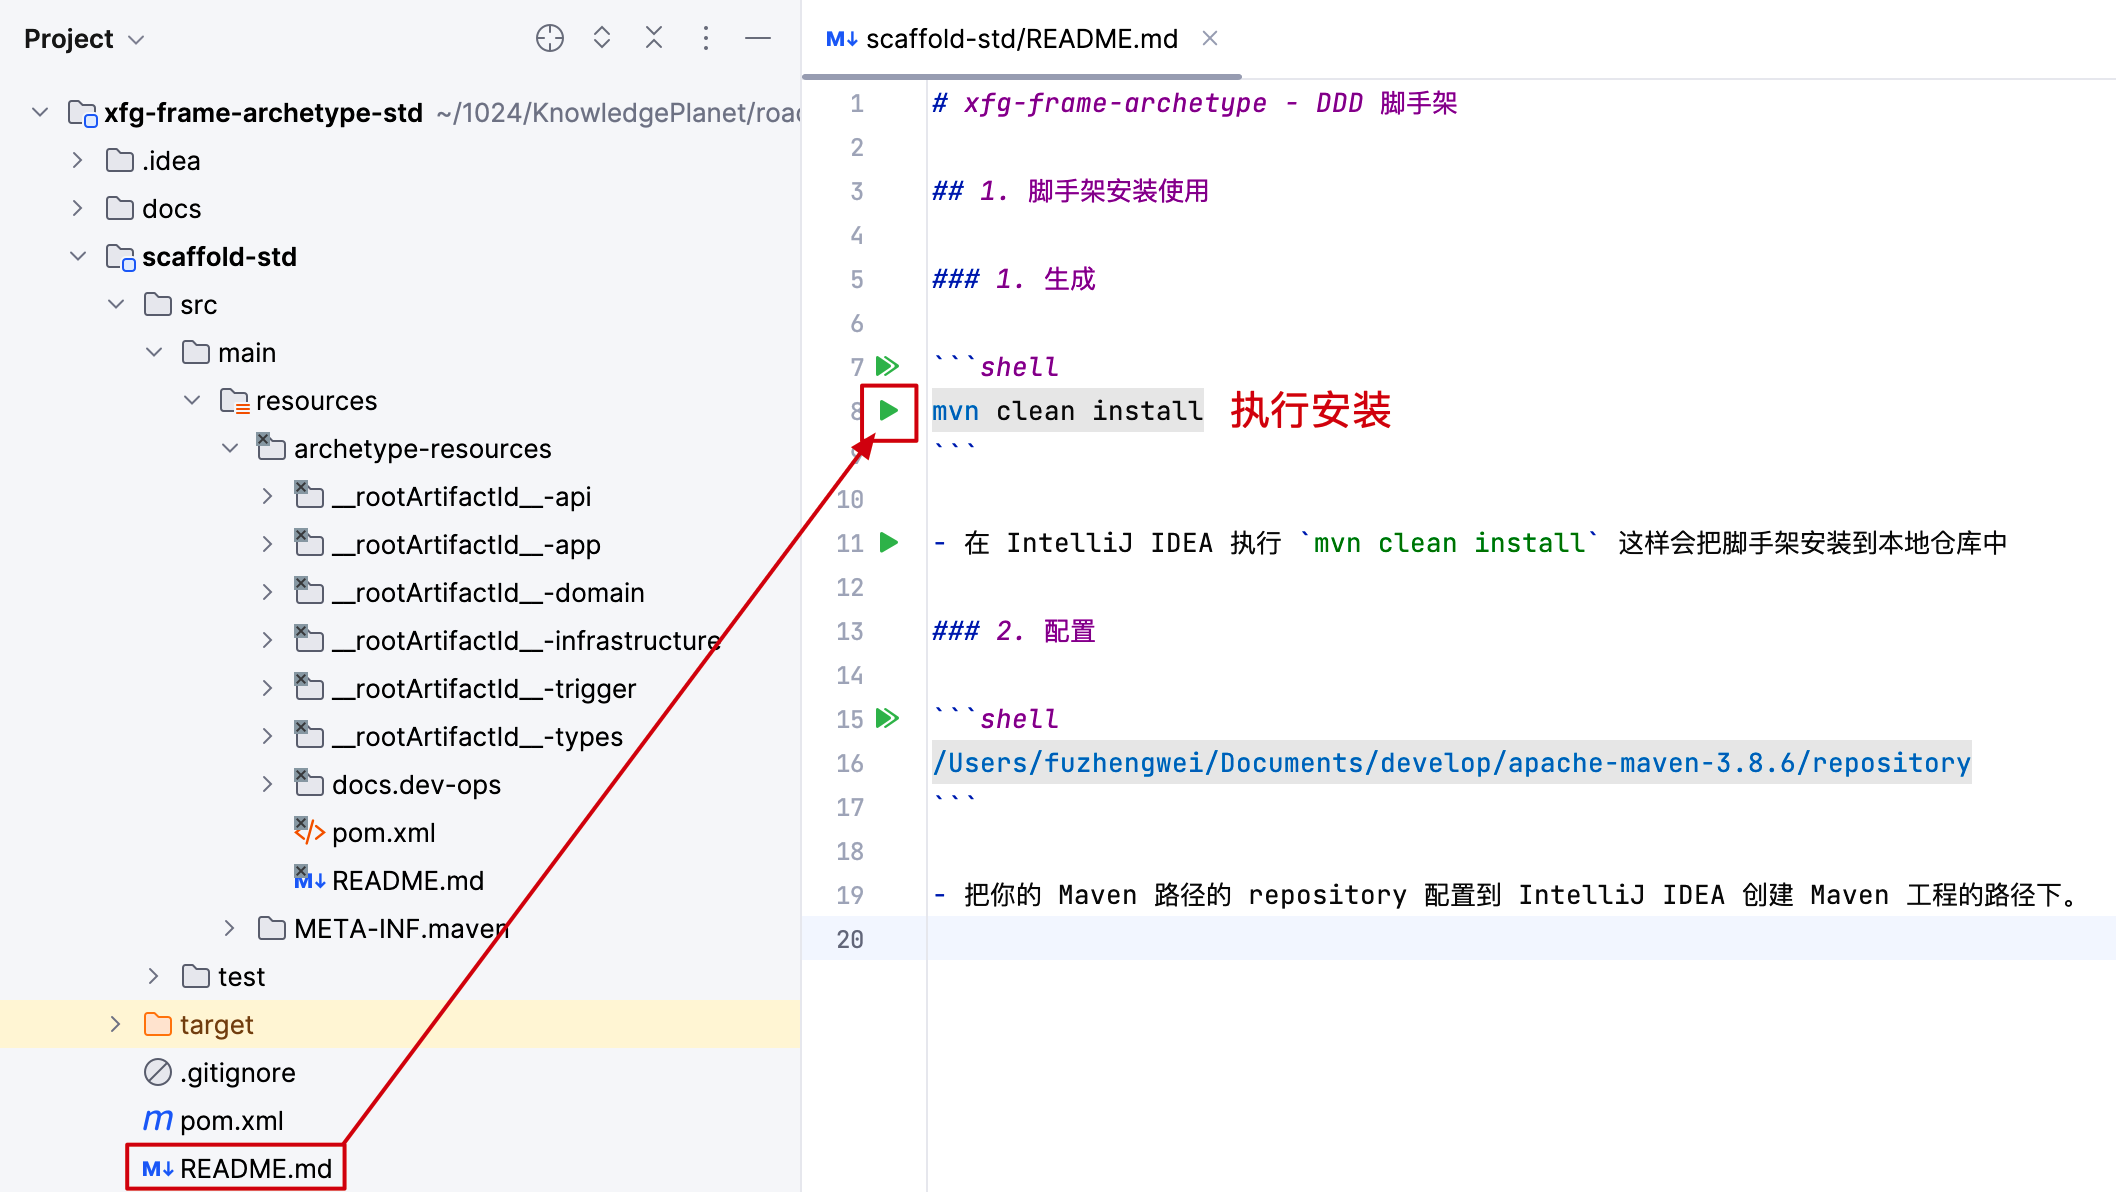 Project
xfg-frame-archetype-std ~/1024/KnowledgePlanet/road
.idea
docs
scaffold-std
src
main
resources
archetype-resources
__rootArtifactId__-api
__rootArtifactId__-app
__rootArtifactId__-domain
__rootArtifactId__-infrastructure
__rootArtifactId__-trigger
__rootArtifactId__-types
docs.dev-ops
pom.xml
README.md
META-INF.maven
test
target
.gitignore
pom.xml
README.md
scaffold-std/README.md
1 # xfg-frame-archetype - DDD 脚手架
2
3 ## 1. 脚手架安装使用
4
5 ### 1. 生成
6
7 ```shell
8 mvn clean install 执行安装
9 ```
10
11 - 在 IntelliJ IDEA 执行 `mvn clean install` 这样会把脚手架安装到本地仓库中
12
13 ### 2. 配置
14
15 ```shell
16 /Users/fuzhengwei/Documents/develop/apache-maven-3.8.6/repository
17 ```
18
19 - 把你的 Maven 路径的 repository 配置到 IntelliJ IDEA 创建 Maven 工程的路径下。
20